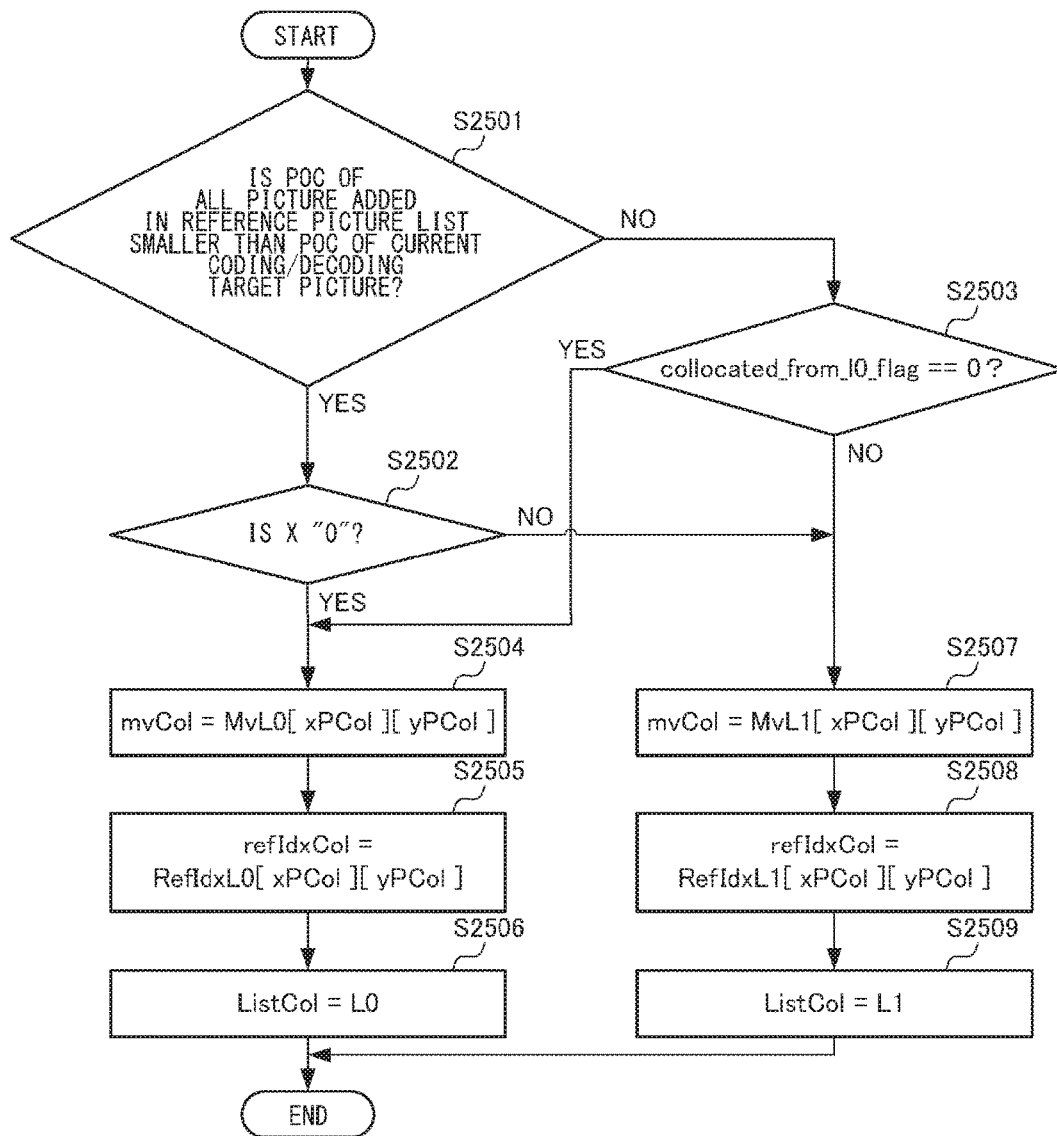 START
S2501
IS POC OF
ALL PICTURE ADDED
IN REFERENCE PICTURE LIST
SMALLER THAN POC OF CURRENT
CODING/DECODING
TARGET PICTURE?
NO
YES
S2503
collocated_from_l0_flag == 0?
YES
NO
S2502
IS X "0"?
NO
YES
S2504
mvCol = MvL0[ xPCol ][ yPCol ]
S2505
refIdxCol =
RefIdxL0[ xPCol ][ yPCol ]
S2506
ListCol = L0
S2507
mvCol = MvL1[ xPCol ][ yPCol ]
S2508
refIdxCol =
RefIdxL1[ xPCol ][ yPCol ]
S2509
ListCol = L1
END